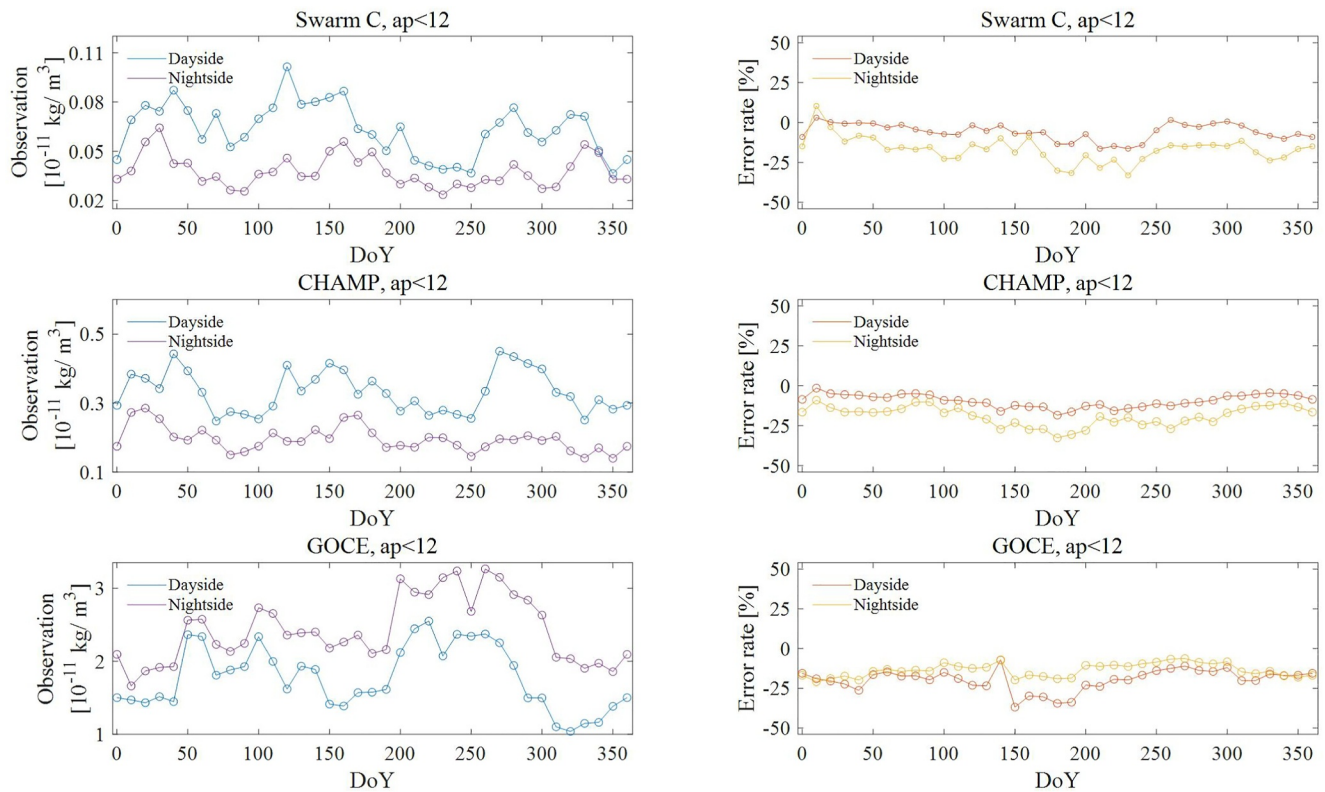 Swarm C, ap<12
Observation
[10⁻¹¹ kg/ m³]
0.11
0.08
0.05
0.02
Dayside
Nightside
0 50 100 150 200 250 300 350
DoY
Swarm C, ap<12
Error rate [%]
50
25
0
-25
-50
Dayside
Nightside
0 50 100 150 200 250 300 350
DoY
CHAMP, ap<12
Observation
[10⁻¹¹ kg/ m³]
0.5
0.3
0.1
Dayside
Nightside
0 50 100 150 200 250 300 350
DoY
CHAMP, ap<12
Error rate [%]
50
25
0
-25
-50
Dayside
Nightside
0 50 100 150 200 250 300 350
DoY
GOCE, ap<12
Observation
[10⁻¹¹ kg/ m³]
3
2
1
Dayside
Nightside
0 50 100 150 200 250 300 350
DoY
GOCE, ap<12
Error rate [%]
50
25
0
-25
-50
Dayside
Nightside
0 50 100 150 200 250 300 350
DoY